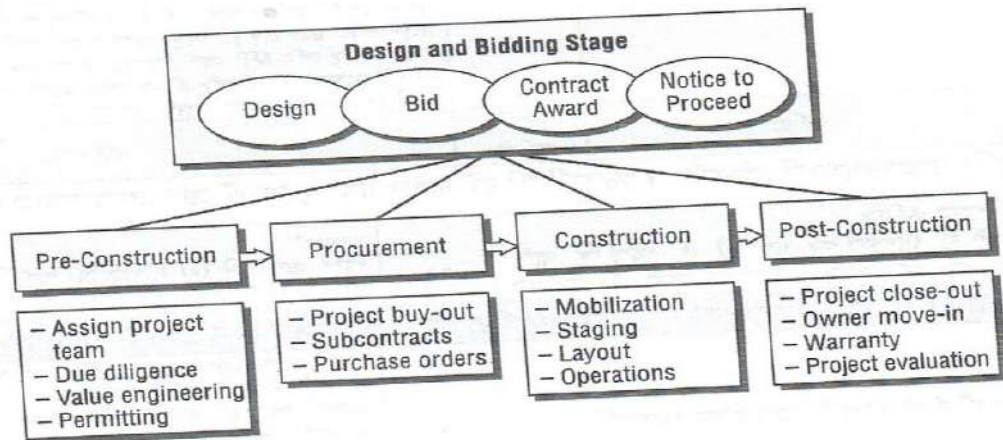 Design and Bidding Stage
Design
Bid
Contract
Award
Notice to
Proceed
Pre-Construction
Procurement
Construction
Post-Construction
– Assign project
team
– Due diligence
– Value engineering
– Permitting
– Project buy-out
– Subcontracts
– Purchase orders
– Mobilization
– Staging
– Layout
– Operations
– Project close-out
– Owner move-in
– Warranty
– Project evaluation